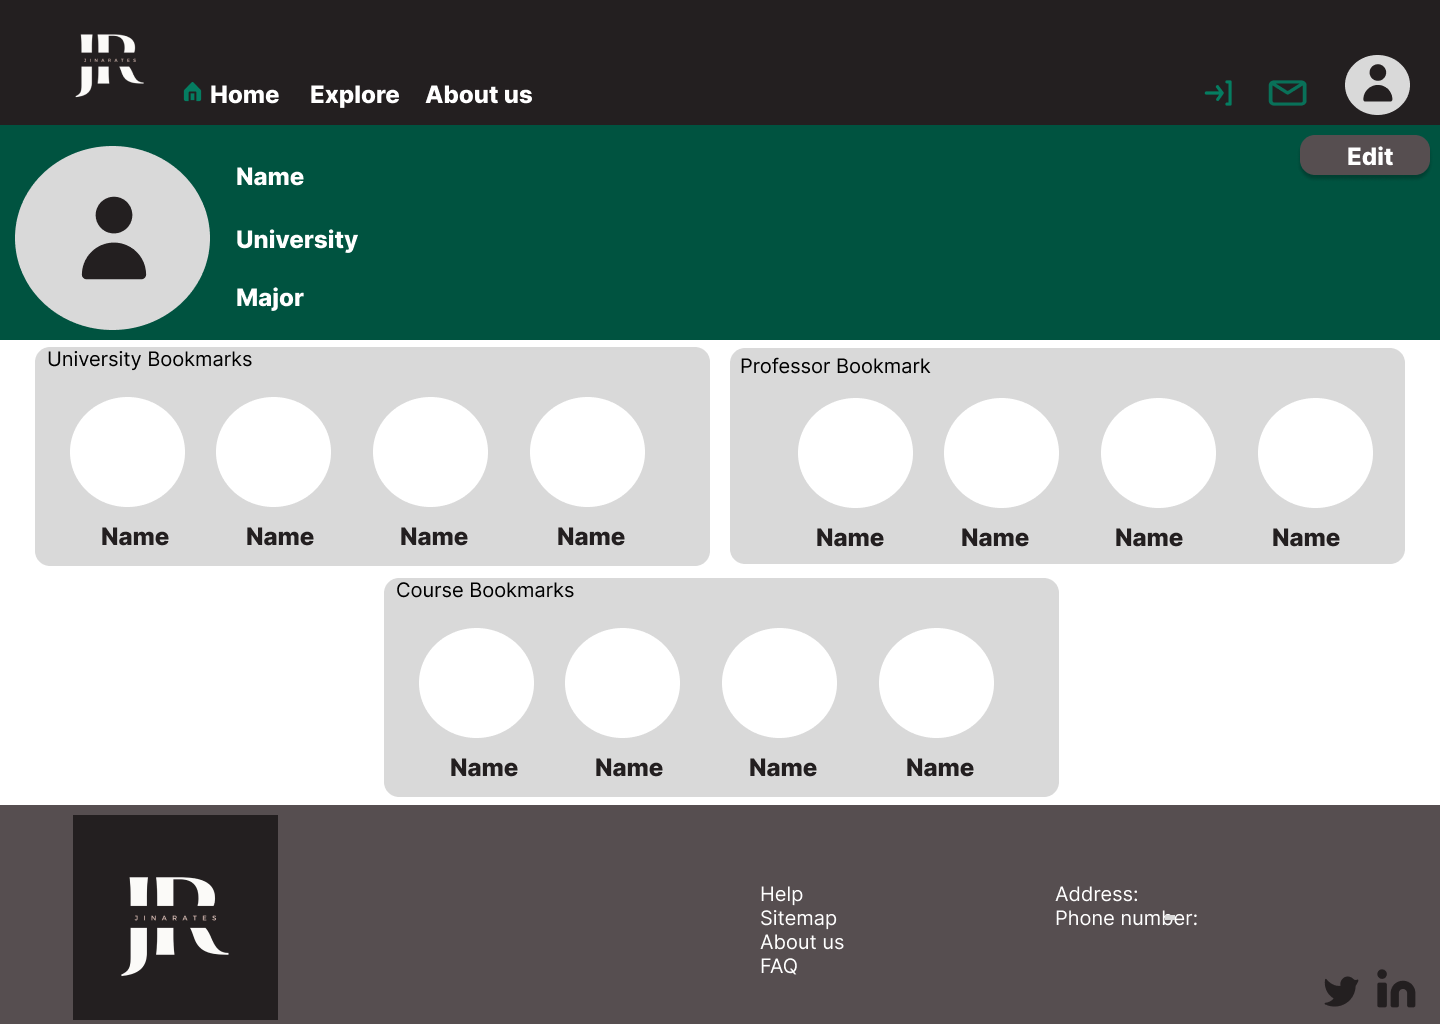 JR
JINARATES
Home Explore About us
Edit
Name
University
Major
University Bookmarks
Name Name Name Name
Professor Bookmark
Name Name Name Name
Course Bookmarks
Name Name Name Name
JR
JINARATES
Help
Sitemap
About us
FAQ
Address:
Phone number:
in